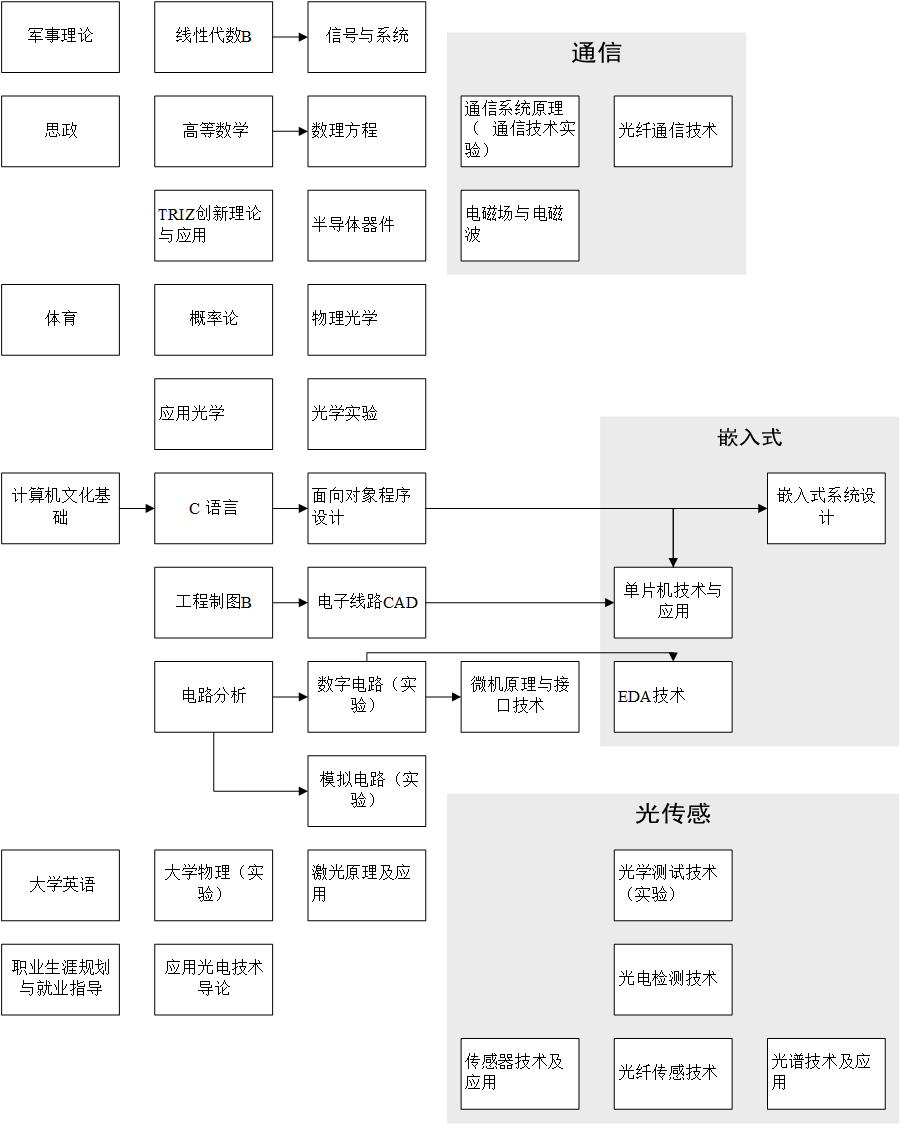 军事理论
线性代数B
信号与系统
通信
思政
高等数学
数理方程
通信系统原理
（ 通信技术实
验）
光纤通信技术
TRIZ创新理论
与应用
半导体器件
电磁场与电磁
波
体育
概率论
物理光学
应用光学
光学实验
嵌入式
计算机文化基
础
C 语言
面向对象程序
设计
嵌入式系统设
计
工程制图B
电子线路CAD
单片机技术与
应用
电路分析
数字电路（实
验）
微机原理与接
口技术
EDA技术
模拟电路（实
验）
光传感
大学英语
大学物理（实
验）
激光原理及应
用
光学测试技术
（实验）
职业生涯规划
与就业指导
应用光电技术
导论
光电检测技术
传感器技术及
应用
光纤传感技术
光谱技术及应
用